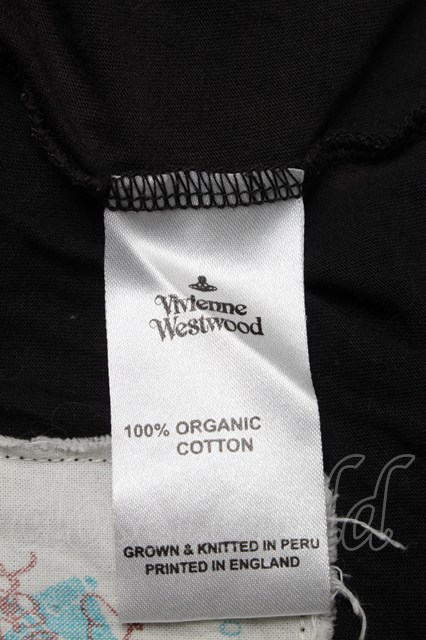 Vivienne
Westwood
100% ORGANIC
COTTON
GROWN & KNITTED IN PERU
PRINTED IN ENGLAND